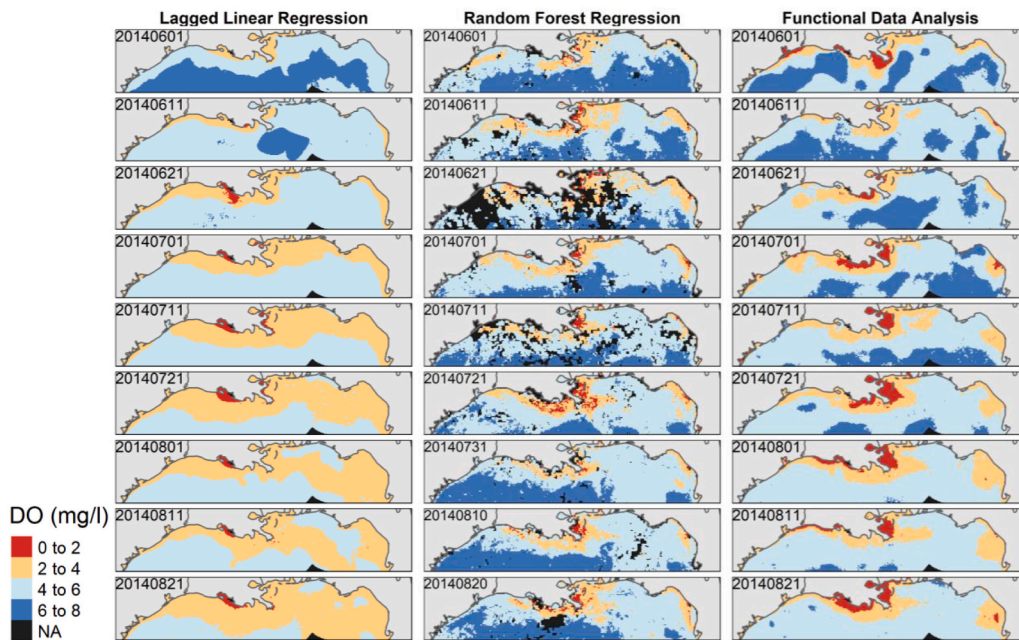 Lagged Linear Regression Random Forest Regression Functional Data Analysis
20140601 20140601 20140601
20140611 20140611 20140611
20140621 20140621 20140621
20140701 20140701 20140701
20140711 20140711 20140711
20140721 20140721 20140721
20140801 20140731 20140801
20140811 20140810 20140811
20140821 20140820 20140821
DO (mg/l)
0 to 2
2 to 4
4 to 6
6 to 8
NA